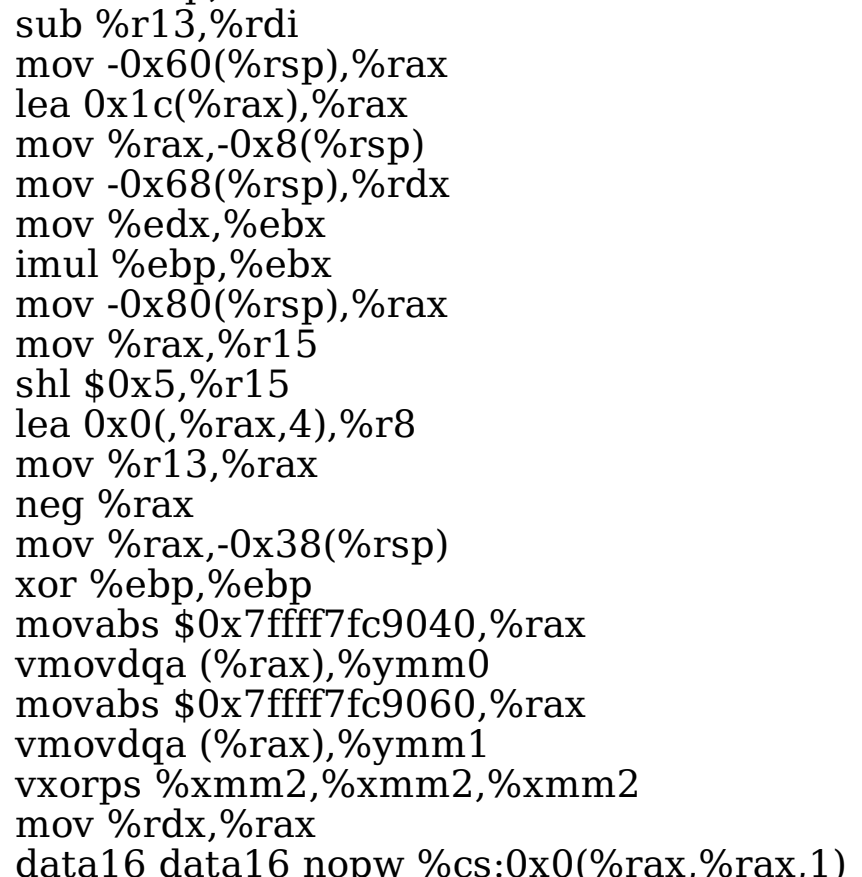 sub %r13,%rdi
mov -0x60(%rsp),%rax
lea 0x1c(%rax),%rax
mov %rax,-0x8(%rsp)
mov -0x68(%rsp),%rdx
mov %edx,%ebx
imul %ebp,%ebx
mov -0x80(%rsp),%rax
mov %rax,%r15
shl $0x5,%r15
lea 0x0(,%rax,4),%r8
mov %r13,%rax
neg %rax
mov %rax,-0x38(%rsp)
xor %ebp,%ebp
movabs $0x7ffff7fc9040,%rax
vmovdqa (%rax),%ymm0
movabs $0x7ffff7fc9060,%rax
vmovdqa (%rax),%ymm1
vxorps %xmm2,%xmm2,%xmm2
mov %rdx,%rax
data16 data16 nopw %cs:0x0(%rax,%rax,1)